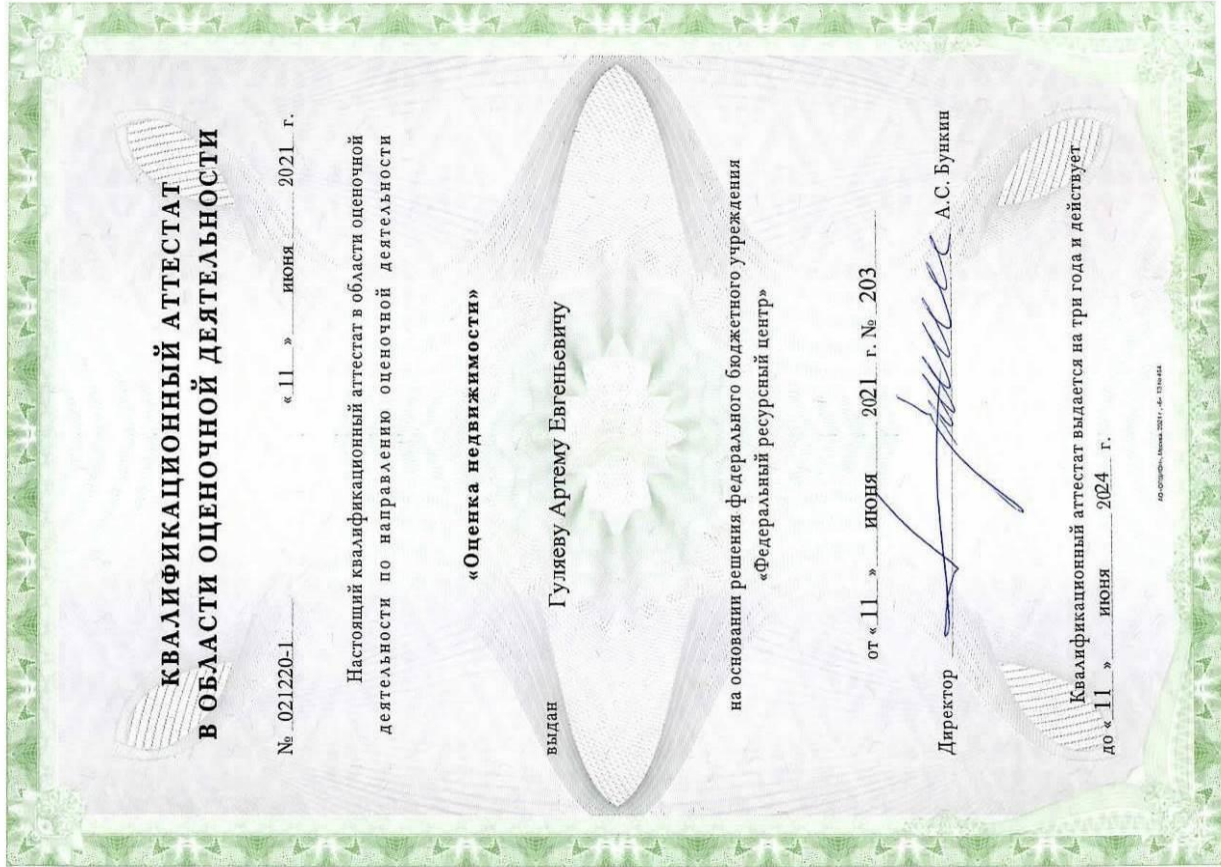 КВАЛИФИКАЦИОННЫЙ АТТЕСТАТ
В ОБЛАСТИ ОЦЕНОЧНОЙ ДЕЯТЕЛЬНОСТИ
№ 021220-1 « 11 » июня 2021 г.
Настоящий квалификационный аттестат в области оценочной
деятельности по направлению оценочной деятельности
«Оценка недвижимости»
выдан Гуляеву Артему Евгеньевичу
на основании решения федерального бюджетного учреждения
«Федеральный ресурсный центр»
от « 11 » июня 2021 г. № 203
Директор А.С. Бункин
Квалификационный аттестат выдается на три года и действует
до « 11 » июня 2024 г.